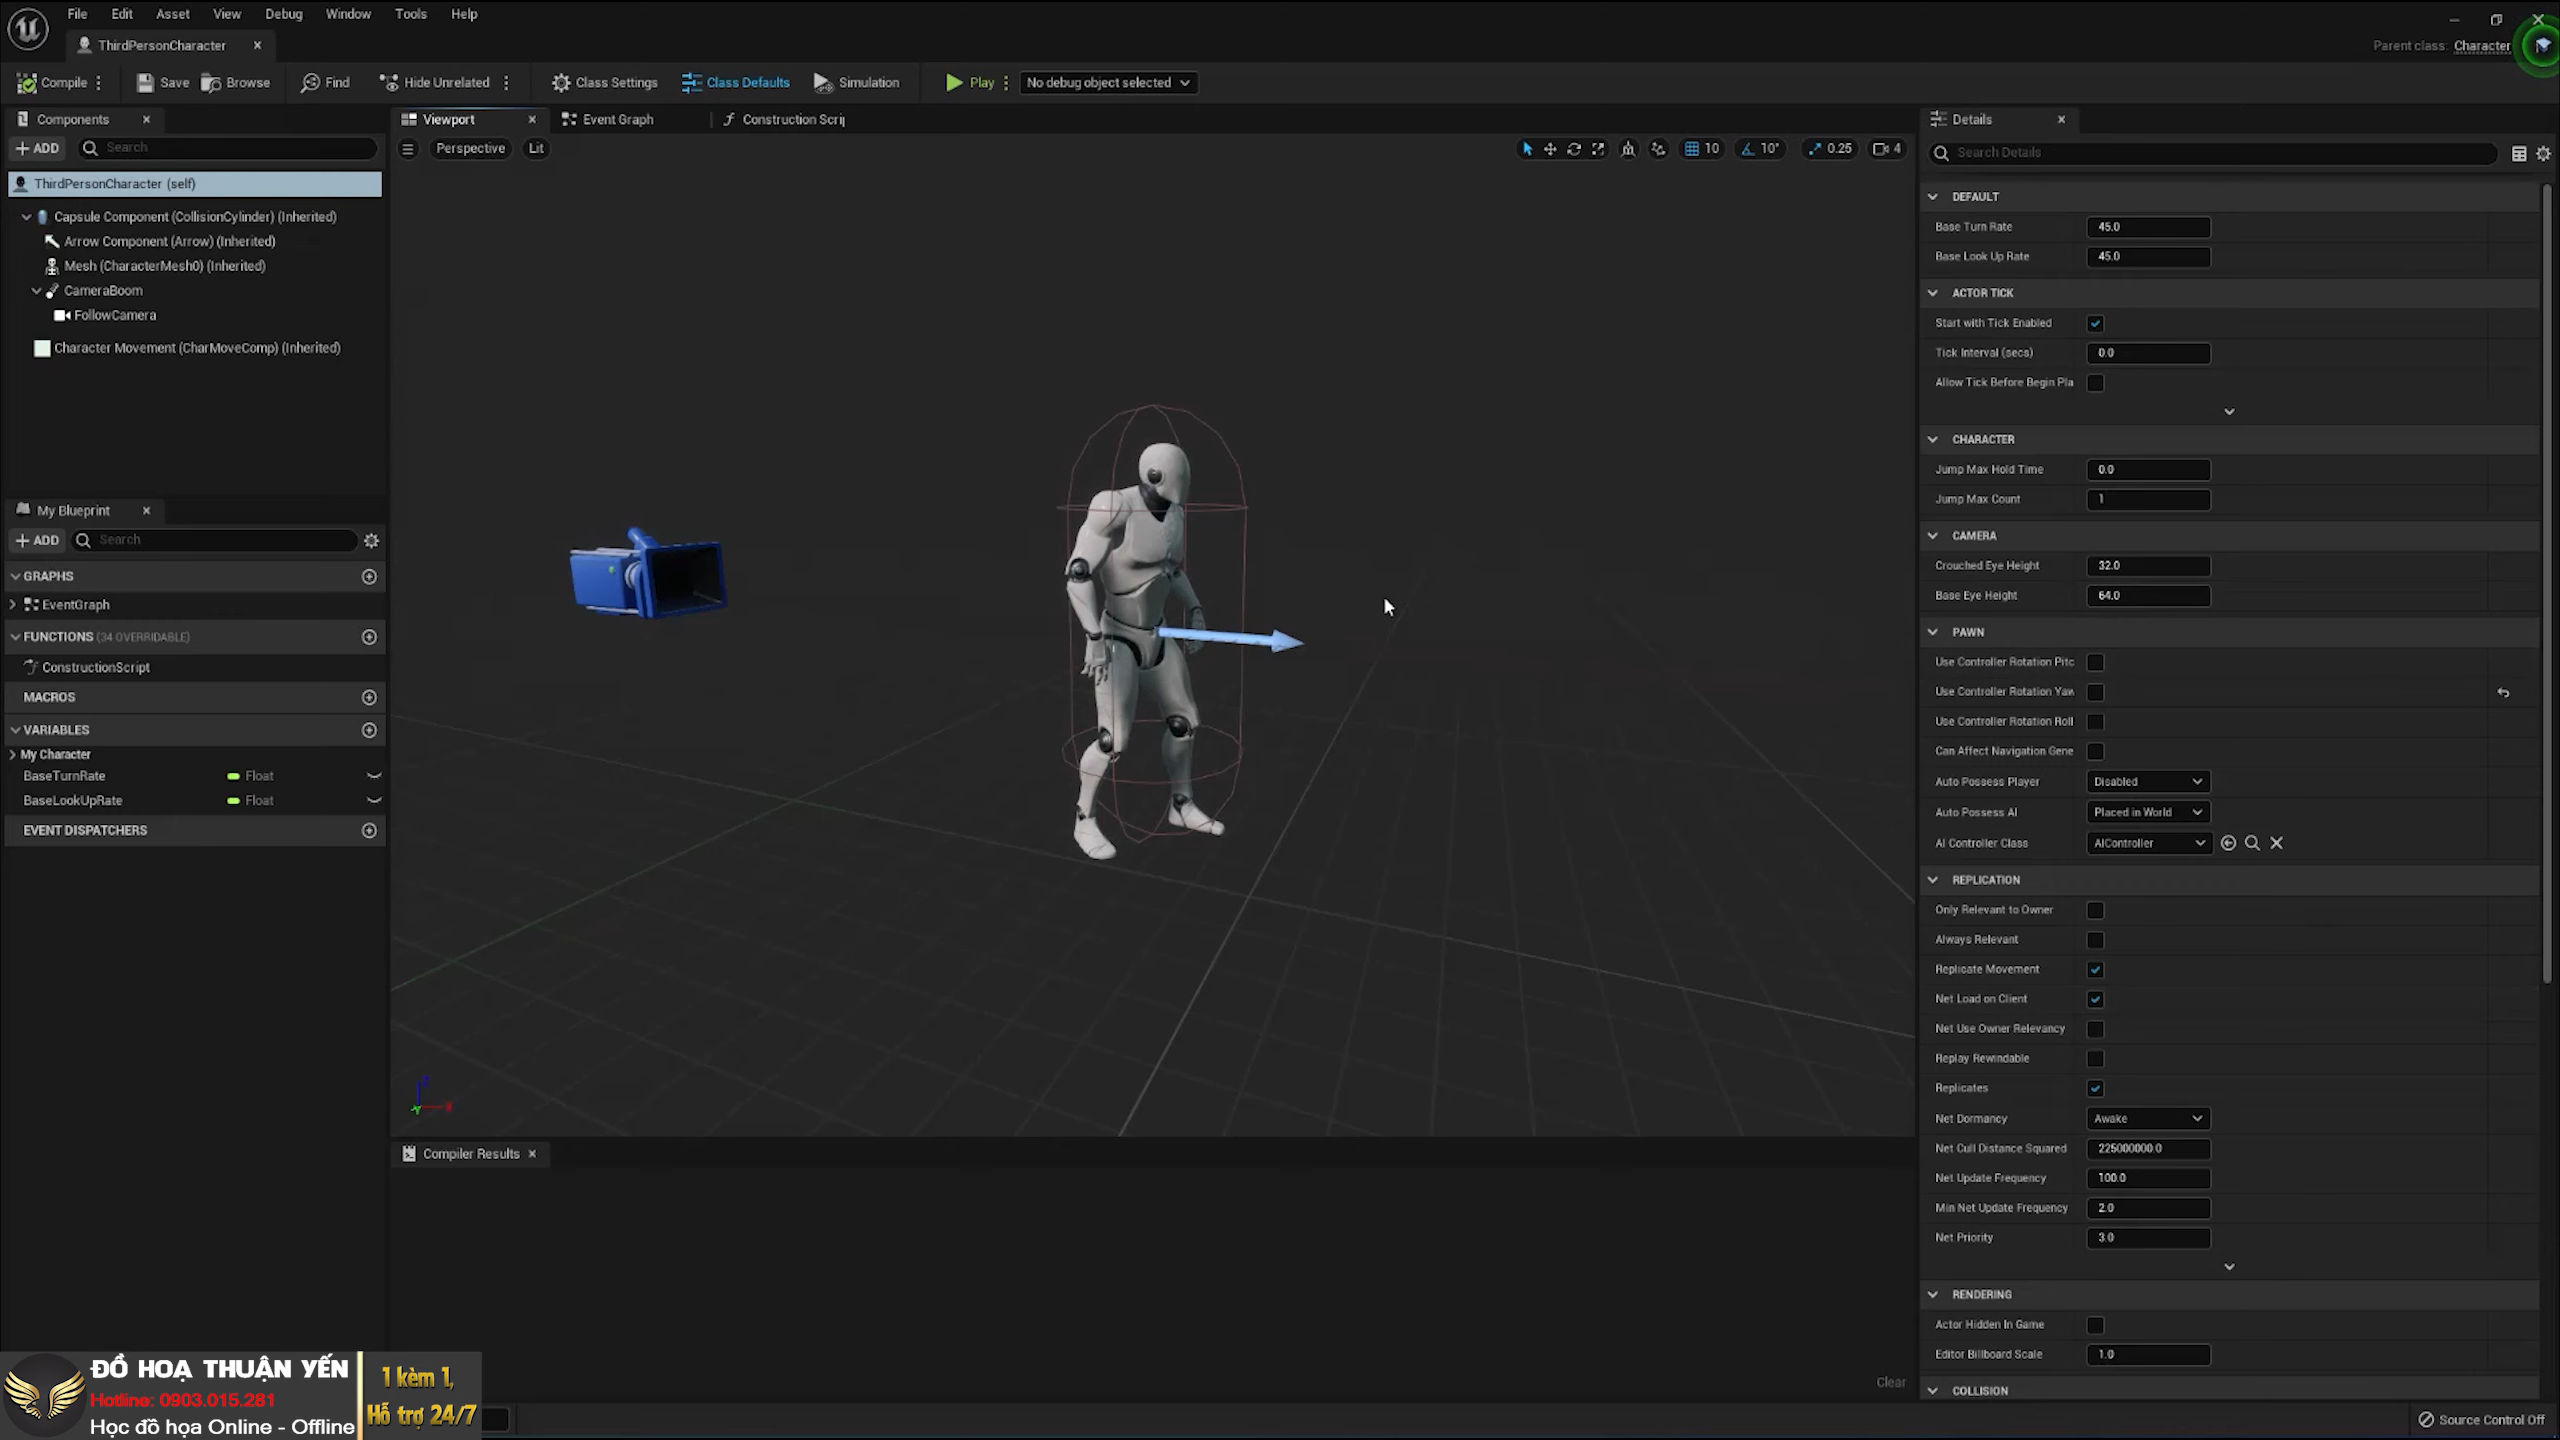 File Edit Asset View Debug Window Tools Help
ThirdPersonCharacter
Parent class: Character
Compile Save Browse Find Hide Unrelated Class Settings Class Defaults Simulation Play No debug object selected
Components
ADD Search
ThirdPersonCharacter (self)
Capsule Component (CollisionCylinder) (Inherited)
Arrow Component (Arrow) (Inherited)
Mesh (CharacterMesh0) (Inherited)
CameraBoom
FollowCamera
Character Movement (CharMoveComp) (Inherited)
My Blueprint
ADD Search
GRAPHS
EventGraph
FUNCTIONS (34 OVERRIDABLE)
ConstructionScript
MACROS
VARIABLES
My Character
BaseTurnRate Float
BaseLookUpRate Float
EVENT DISPATCHERS
Viewport Event Graph Construction Scrip
Perspective Lit
10 10° 0.25 4
Compiler Results
Clear
Details
Search Details
DEFAULT
Base Turn Rate 45.0
Base Look Up Rate 45.0
ACTOR TICK
Start with Tick Enabled
Tick Interval (secs) 0.0
Allow Tick Before Begin Pla
CHARACTER
Jump Max Hold Time 0.0
Jump Max Count 1
CAMERA
Crouched Eye Height 32.0
Base Eye Height 64.0
PAWN
Use Controller Rotation Pitc
Use Controller Rotation Yaw
Use Controller Rotation Roll
Can Affect Navigation Gene
Auto Possess Player Disabled
Auto Possess AI Placed in World
AI Controller Class AIController
REPLICATION
Only Relevant to Owner
Always Relevant
Replicate Movement
Net Load on Client
Net Use Owner Relevancy
Replay Rewindable
Replicates
Net Dormancy Awake
Net Cull Distance Squared 225000000.0
Net Update Frequency 100.0
Min Net Update Frequency 2.0
Net Priority 3.0
RENDERING
Actor Hidden In Game
Editor Billboard Scale 1.0
COLLISION
Source Control Off
ĐỒ HOẠ THUẬN YẾN
Hotline: 0903.015.281
Học đồ họa Online - Offline
1 kèm 1,
Hỗ trợ 24/7